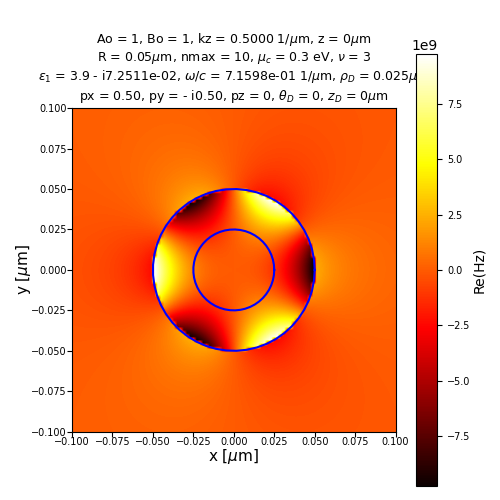 Ao = 1, Bo = 1, kz = 0.5000 1/μm, z = 0μm
R = 0.05μm, nmax = 10, μc = 0.3 eV, ν = 3
ε1 = 3.9 - i7.2511e-02, ω/c = 7.1598e-01 1/μm, ρD = 0.025μ
px = 0.50, py = - i0.50, pz = 0, θD = 0, zD = 0μm
1e9
0.100
0.075
0.050
0.025
0.000
−0.025
−0.050
−0.075
−0.100
y [μm]
−0.100 −0.075 −0.050 −0.025 0.000 0.025 0.050 0.075 0.100
x [μm]
7.5
5.0
2.5
0.0
−2.5
−5.0
−7.5
Re(Hz)